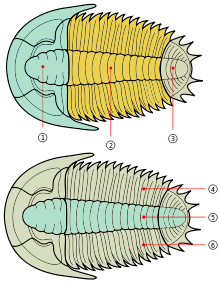 ① ② ③
④
⑤
⑥